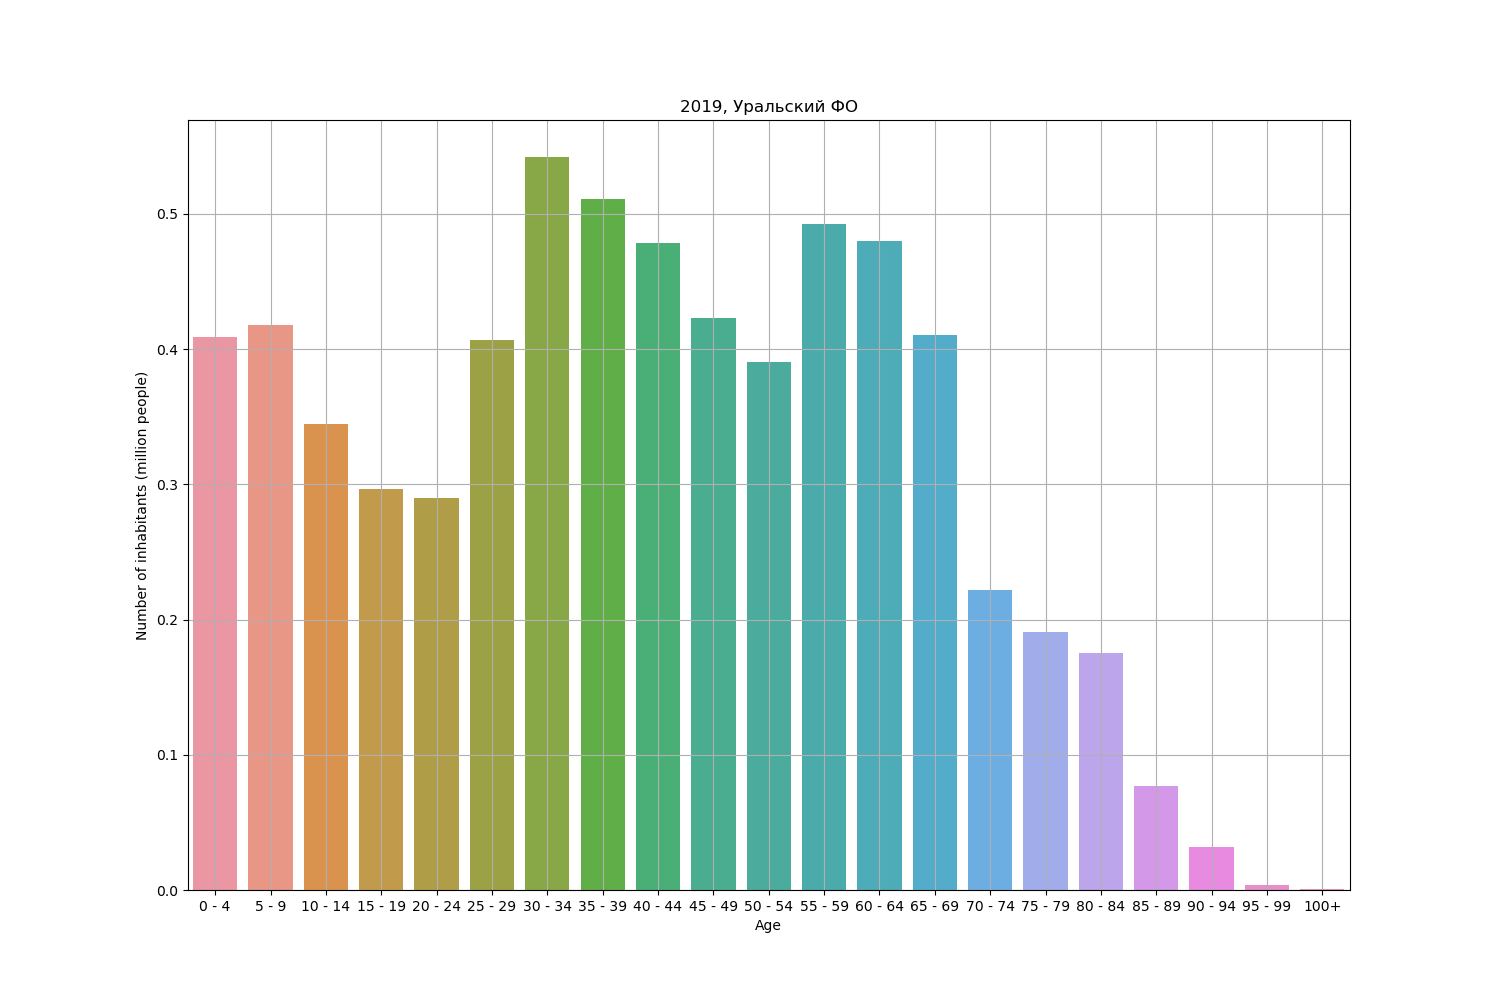 2019, Уральский ФО
Number of inhabitants (million people)
0.5
0.4
0.3
0.2
0.1
0.0
0 - 4 5 - 9 10 - 14 15 - 19 20 - 24 25 - 29 30 - 34 35 - 39 40 - 44 45 - 49 50 - 54 55 - 59 60 - 64 65 - 69 70 - 74 75 - 79 80 - 84 85 - 89 90 - 94 95 - 99 100+
Age